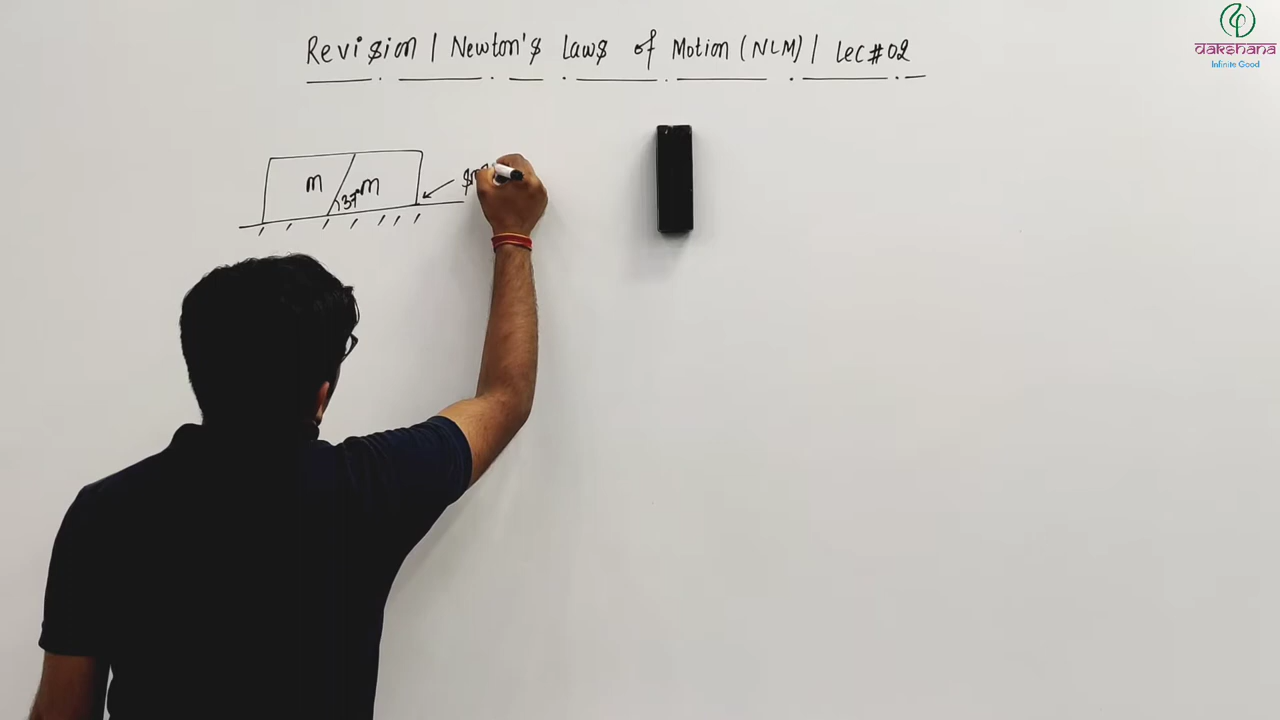 Revision | Newton's Laws of Motion (NLM) | Lec#02
dakshana
Infinite Good
m
37°
m